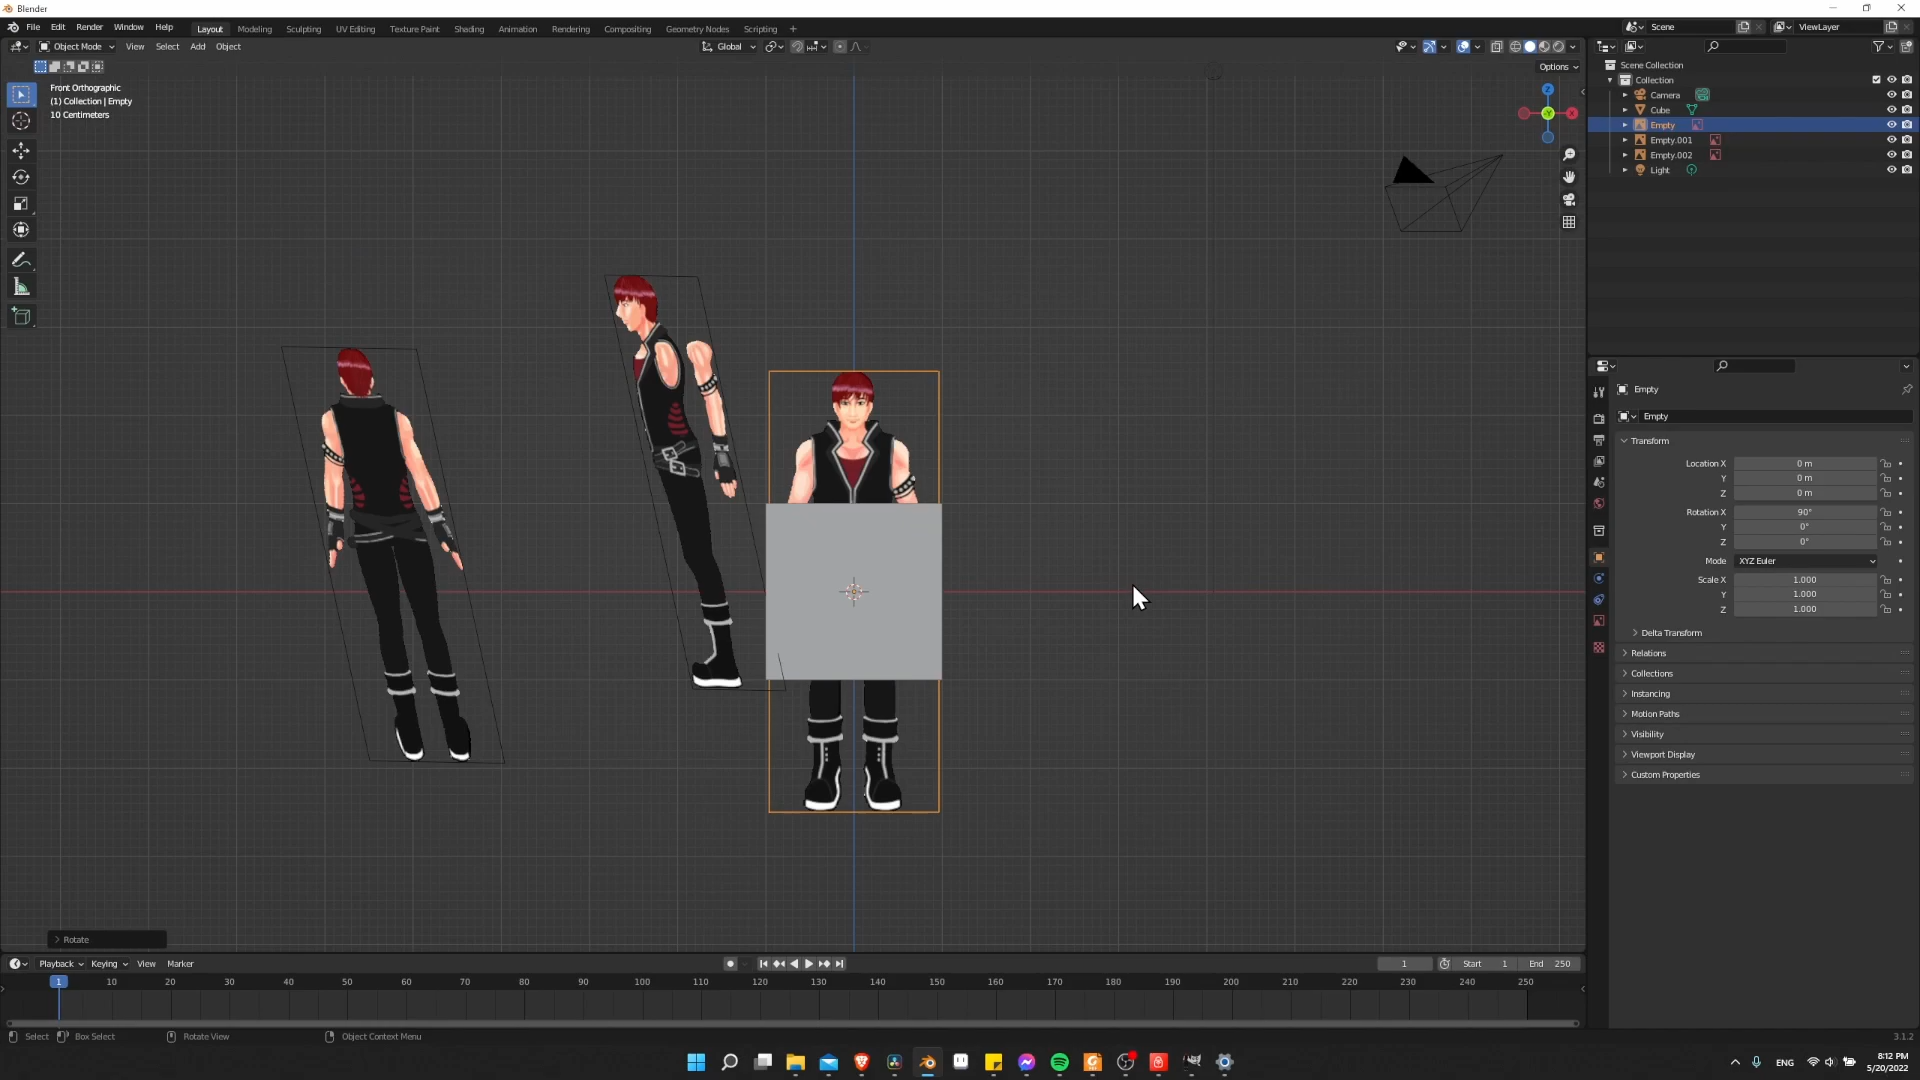 Blender
File Edit Render Window Help Layout Modeling Sculpting UV Editing Texture Paint Shading Animation Rendering Compositing Geometry Nodes Scripting + Scene ViewLayer
Object Mode View Select Add Object Global
Options
Front Orthographic
(1) Collection | Empty
10 Centimeters
Z
Y
X
Scene Collection
Collection
Camera
Cube
Empty
Empty.001
Empty.002
Light
Empty
Empty
Transform
Location X 0 m
Y 0 m
Z 0 m
Rotation X 90°
Y 0°
Z 0°
Mode XYZ Euler
Scale X 1.000
Y 1.000
Z 1.000
Delta Transform
Relations
Collections
Instancing
Motion Paths
Visibility
Viewport Display
Custom Properties
Rotate
Playback Keying View Marker 1 Start 1 End 250
1 10 20 30 40 50 60 70 80 90 100 110 120 130 140 150 160 170 180 190 200 210 220 230 240 250
Select Box Select Rotate View Object Context Menu 3.1.2
ENG 8:12 PM
5/20/2022